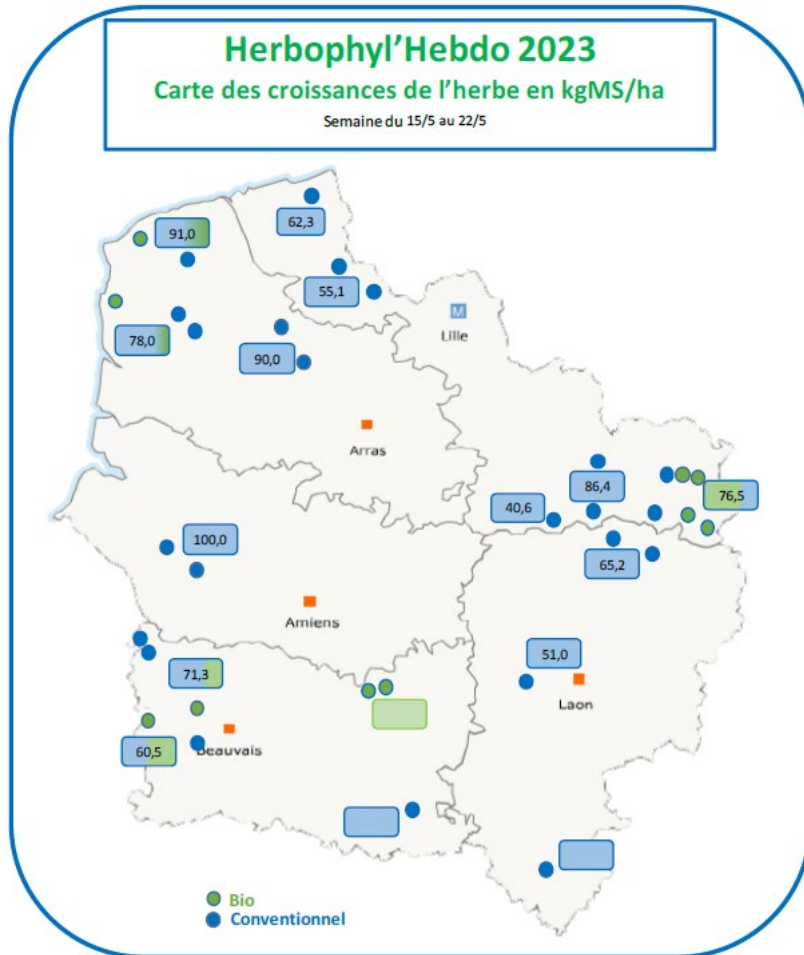 Herbophyl’Hebdo 2023
Carte des croissances de l’herbe en kgMS/ha
Semaine du 15/5 au 22/5
62,3
91,0
55,1
M
Lille
78,0
90,0
Arras
86,4
76,5
40,6
100,0
65,2
Amiens
51,0
71,3
Laon
Beauvais
60,5
Bio
Conventionnel